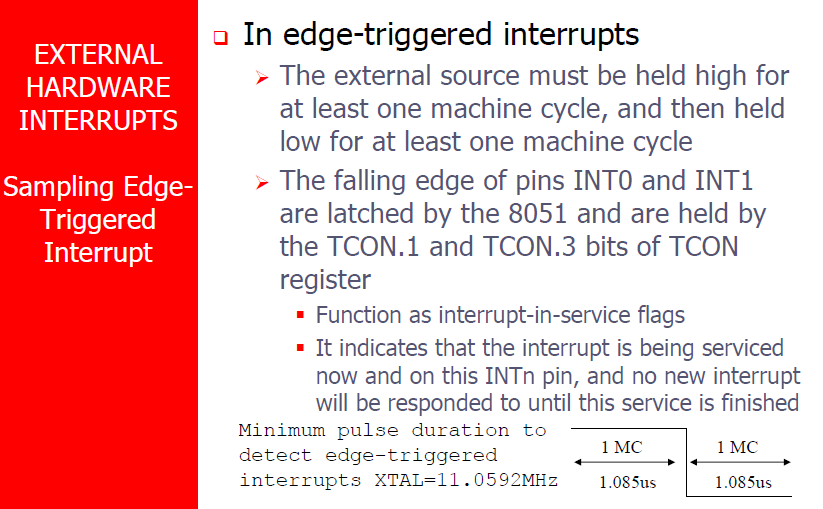 EXTERNAL
HARDWARE
INTERRUPTS
Sampling Edge-
Triggered
Interrupt
In edge-triggered interrupts
The external source must be held high for
at least one machine cycle, and then held
low for at least one machine cycle
The falling edge of pins INT0 and INT1
are latched by the 8051 and are held by
the TCON.1 and TCON.3 bits of TCON
register
Function as interrupt-in-service flags
It indicates that the interrupt is being serviced
now and on this INTn pin, and no new interrupt
will be responded to until this service is finished
Minimum pulse duration to
detect edge-triggered
interrupts XTAL=11.0592MHz
1 MC
1 MC
1.085us
1.085us